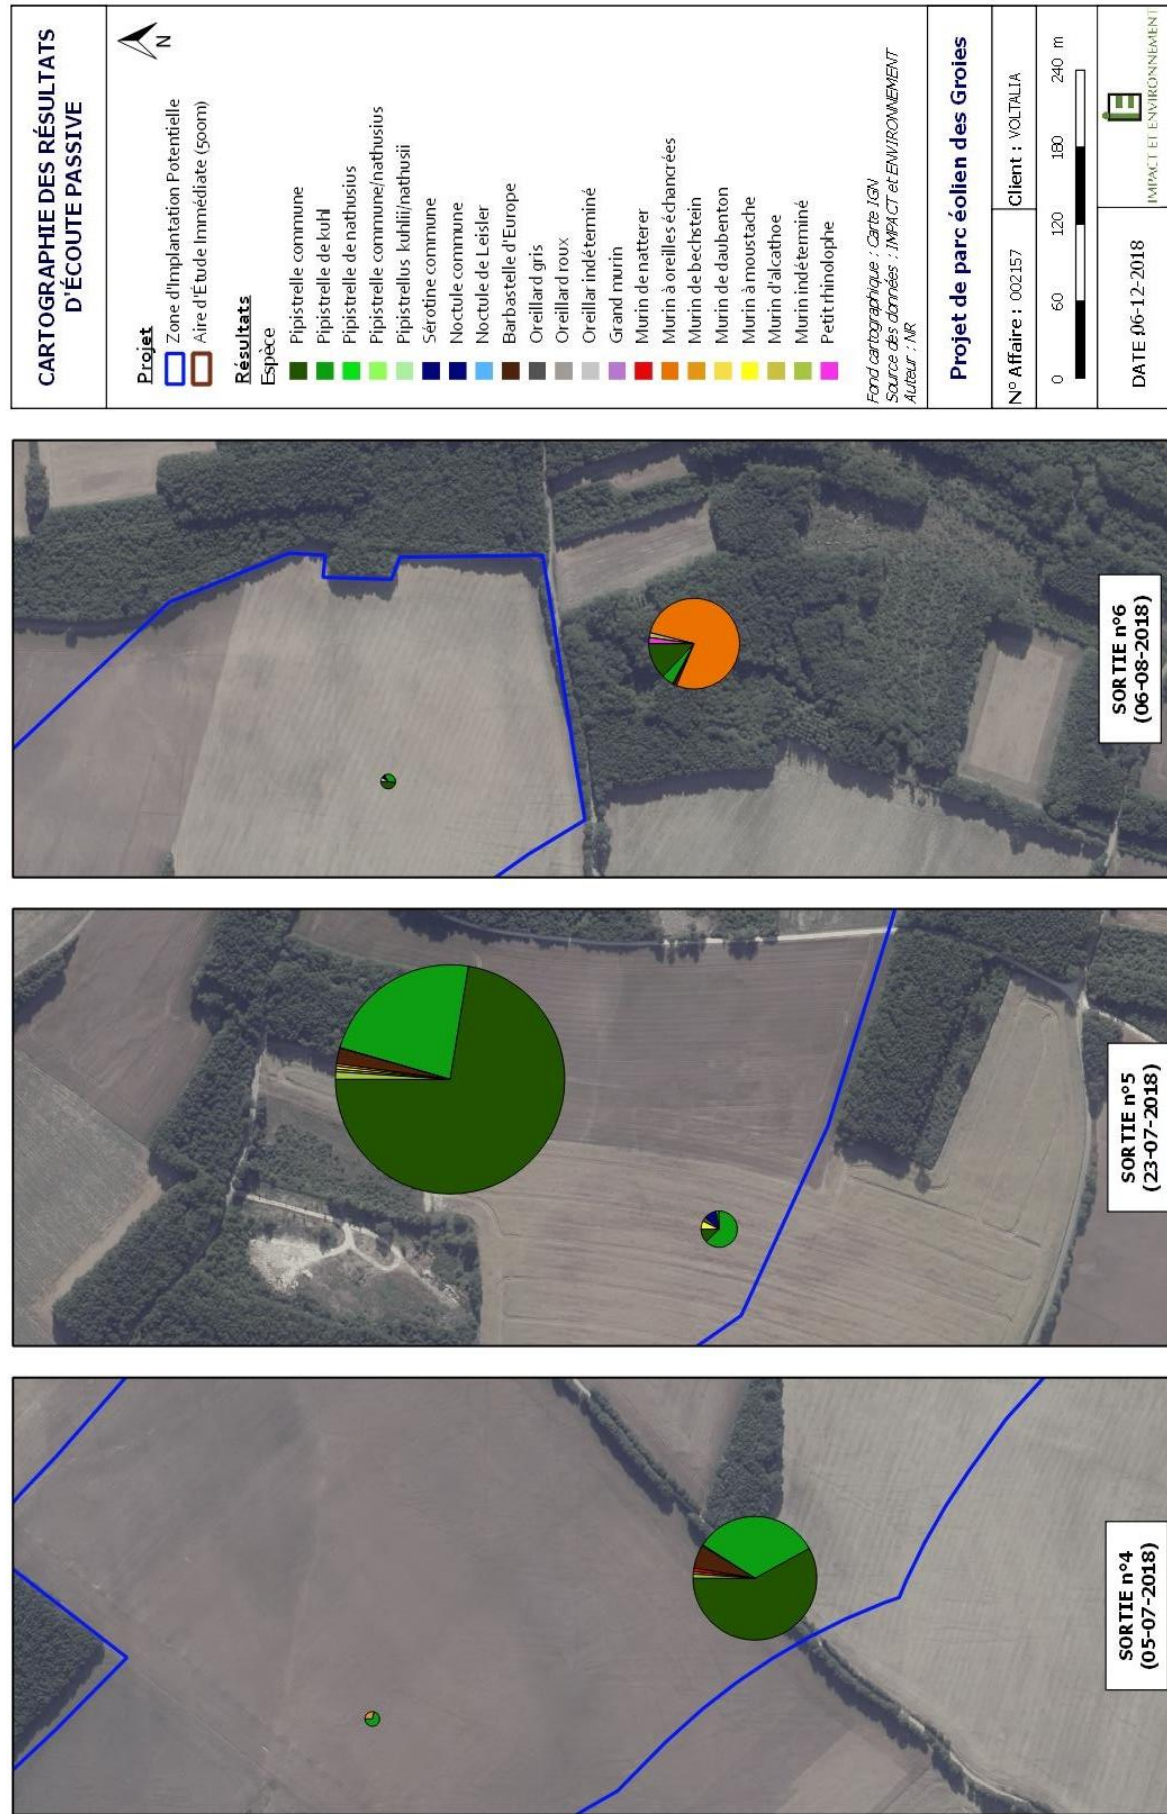 CARTOGRAPHIE DES RÉSULTATS
D'ÉCOUTE PASSIVE
N
Projet
Zone d'Implantation Potentielle
Aire d'Étude Immédiate (500m)
Résultats
Espèce
Pipistrelle commune
Pipistrelle de kuhl
Pipistrelle de nathusius
Pipistrelle commune/nathusius
Pipistrellus kuhlii/nathusii
Sérotine commune
Noctule commune
Noctule de Leisler
Barbastelle d'Europe
Oreillard gris
Oreillard roux
Oreillar indéterminé
Grand murin
Murin de natterer
Murin à oreilles échancrées
Murin de bechstein
Murin de daubenton
Murin à moustache
Murin d'alcathoe
Murin indéterminé
Petit rhinolophe
Fond cartographique : Carte IGN
Source des données : IMPACT et ENVIRONNEMENT
Auteur : NR
Projet de parc éolien des Groies
N° Affaire : 002157
Client : VOLTALIA
0 60 120 180 240 m
DATE 06-12-2018
IMPACT ET ENVIRONNEMENT
SORTIE n°6
(06-08-2018)
SORTIE n°5
(23-07-2018)
SORTIE n°4
(05-07-2018)